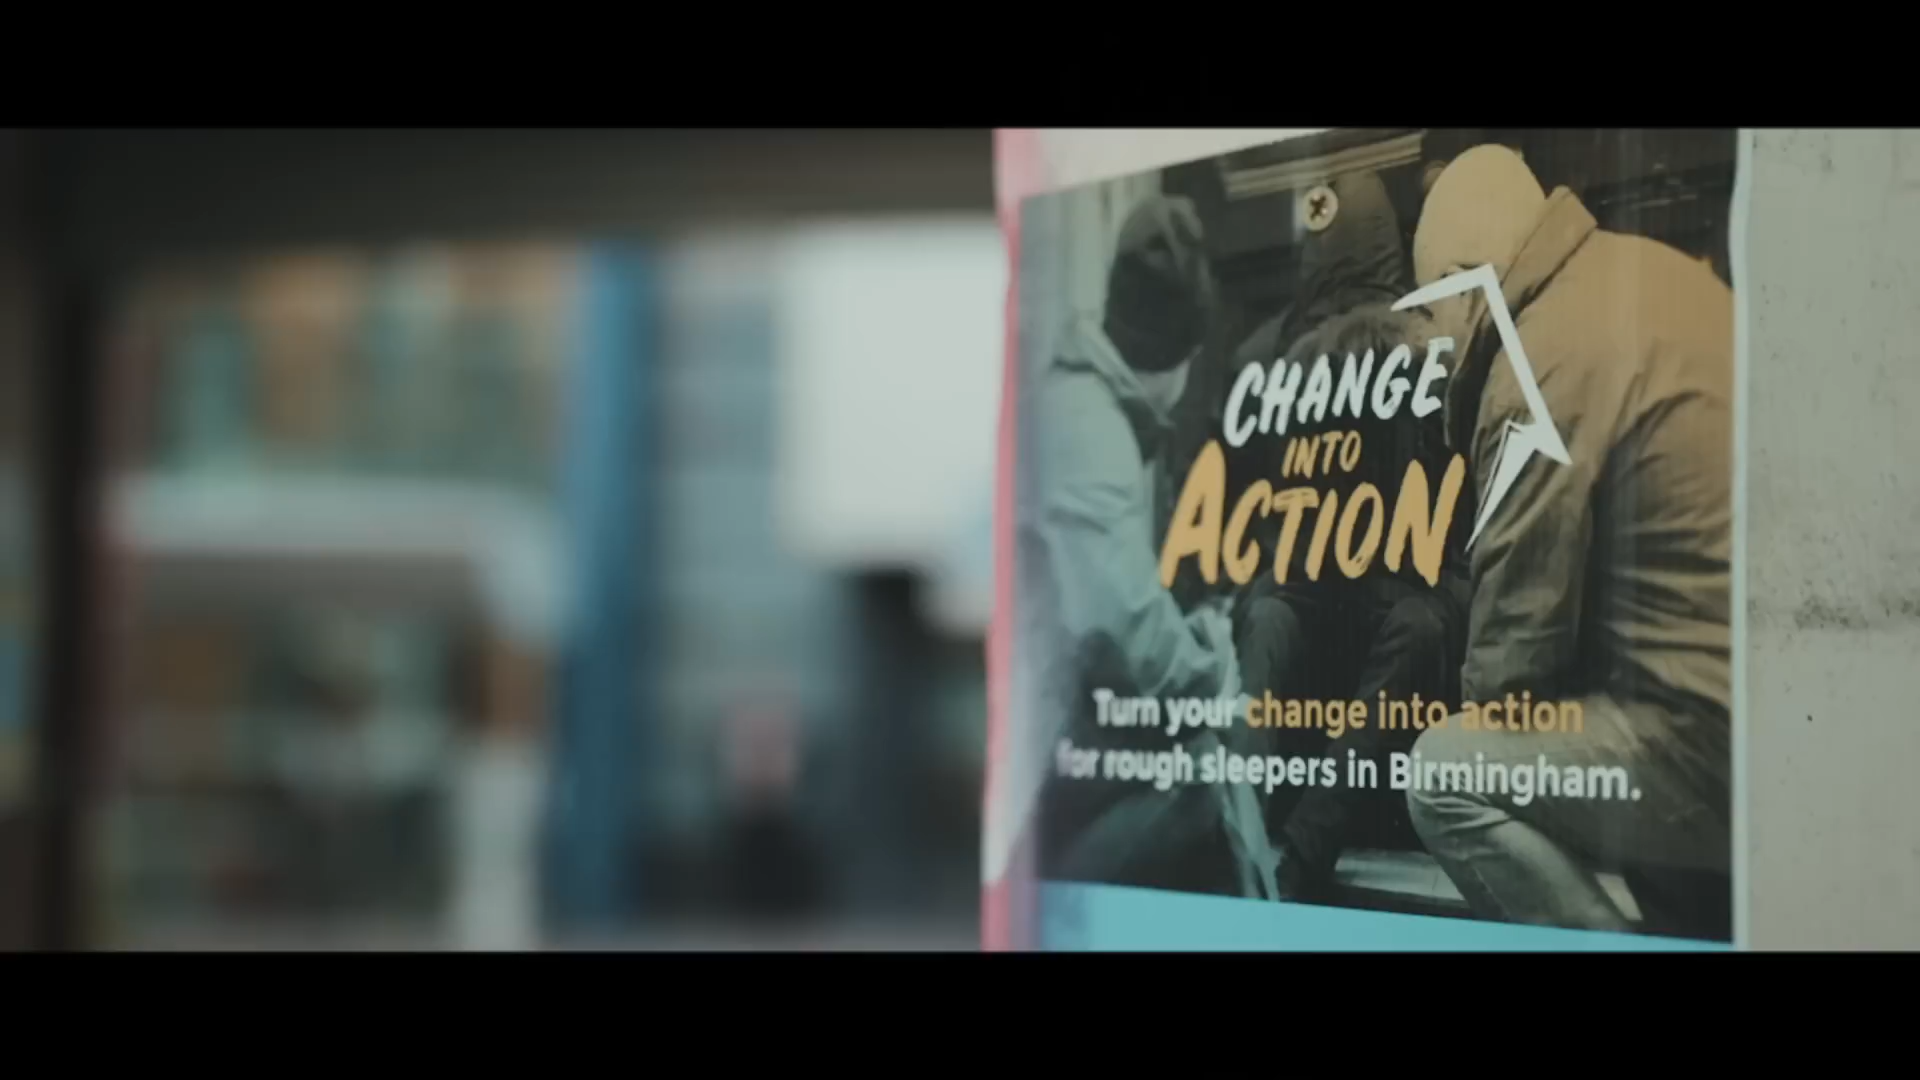 CHANGE
INTO
ACTION
Turn your change into action
for rough sleepers in Birmingham.